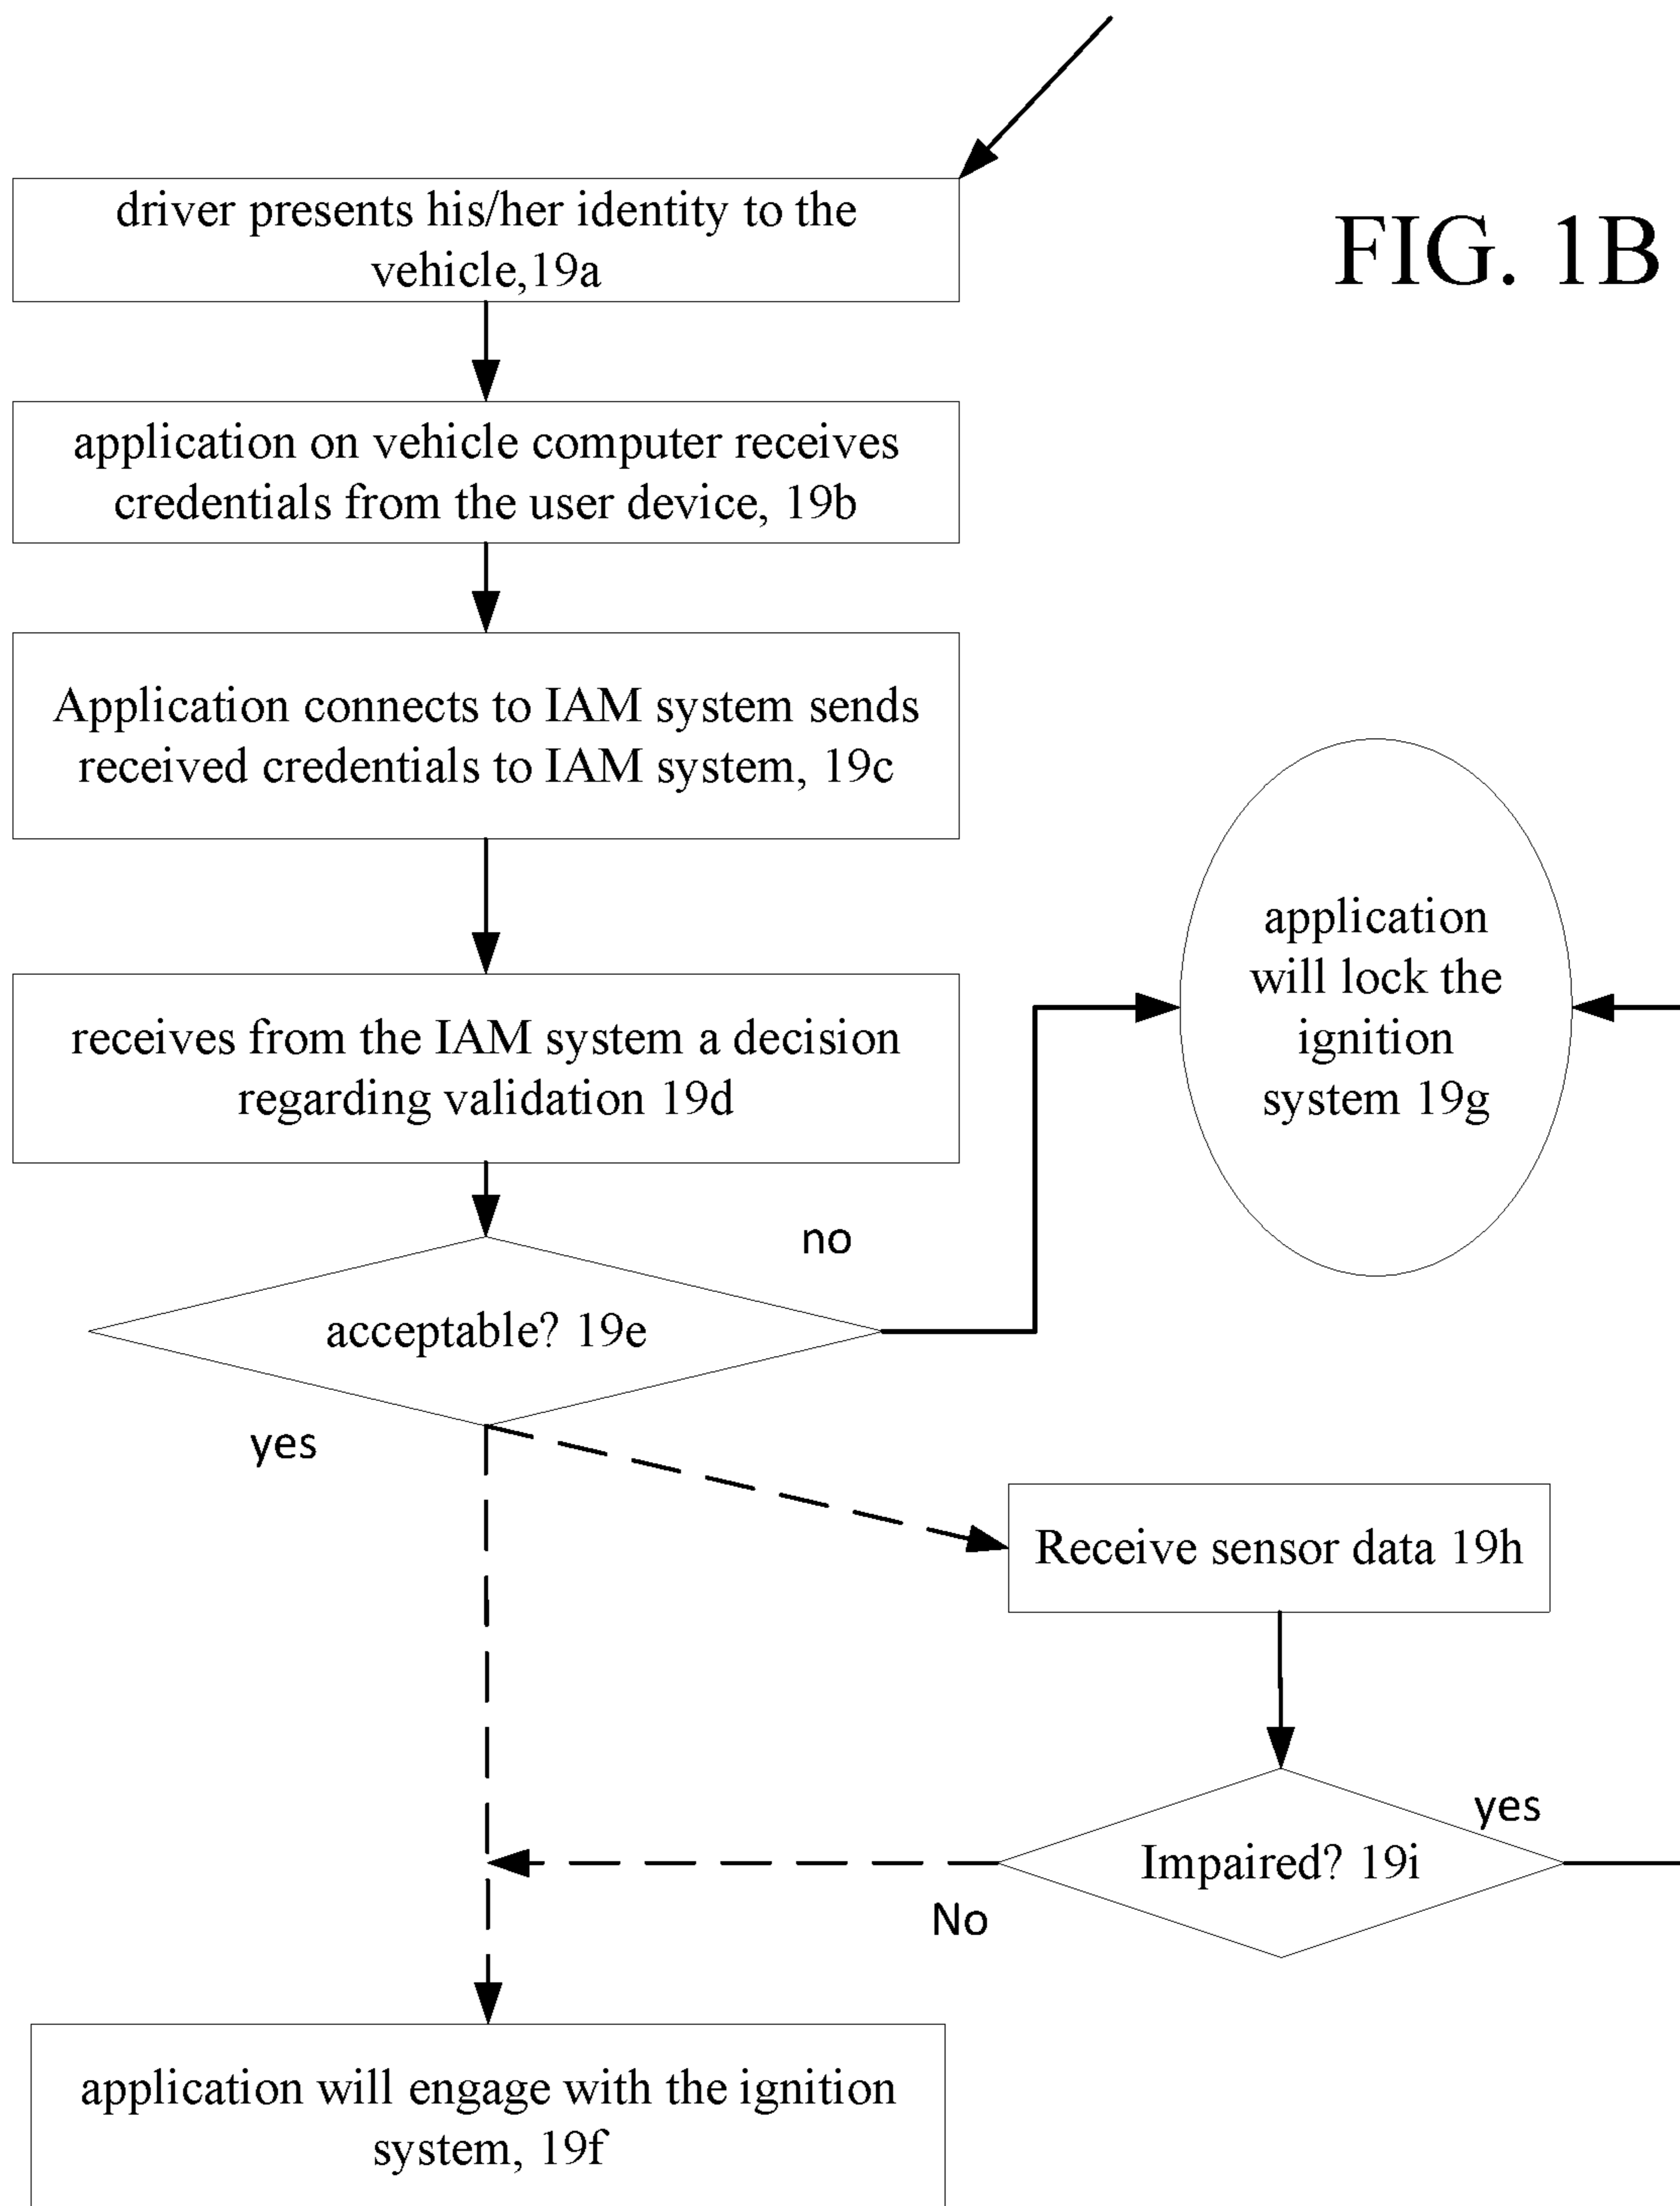 driver presents his/her identity to the
vehicle,19a
FIG. 1B
application on vehicle computer receives
credentials from the user device, 19b
Application connects to IAM system sends
received credentials to IAM system, 19c
application
will lock the
ignition
system 19g
receives from the IAM system a decision
regarding validation 19d
no
acceptable? 19e
yes
Receive sensor data 19h
yes
Impaired? 19i
No
application will engage with the ignition
system, 19f